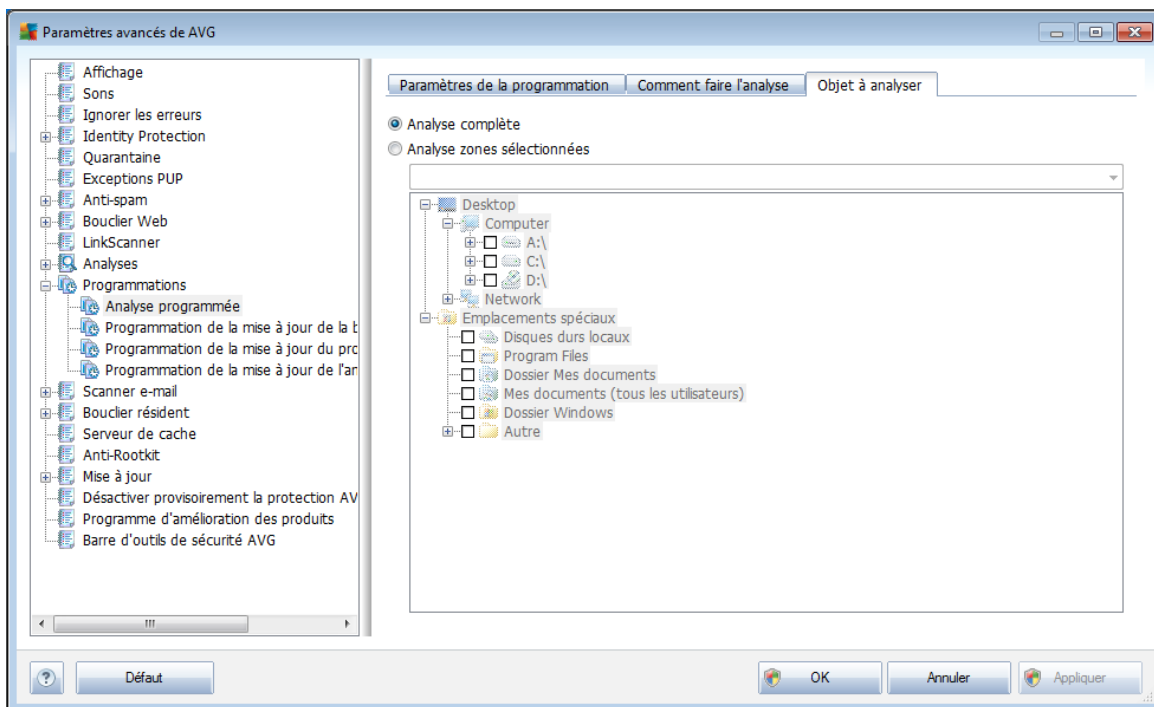 Paramètres avancés de AVG
Affichage
Sons
Ignorer les erreurs
Identity Protection
Quarantaine
Exceptions PUP
Anti-spam
Bouclier Web
LinkScanner
Analyses
Programmations
Analyse programmée
Programmation de la mise à jour de la b
Programmation de la mise à jour du pro
Programmation de la mise à jour de l'an
Scanner e-mail
Bouclier résident
Serveur de cache
Anti-Rootkit
Mise à jour
Désactiver provisoirement la protection AV
Programme d'amélioration des produits
Barre d'outils de sécurité AVG
Paramètres de la programmation
Comment faire l'analyse
Objet à analyser
Analyse complète
Analyse zones sélectionnées
Desktop
Computer
A:\
C:\
D:\
Network
Emplacements spéciaux
Disques durs locaux
Program Files
Dossier Mes documents
Mes documents (tous les utilisateurs)
Dossier Windows
Autre
?
Défaut
OK
Annuler
Appliquer